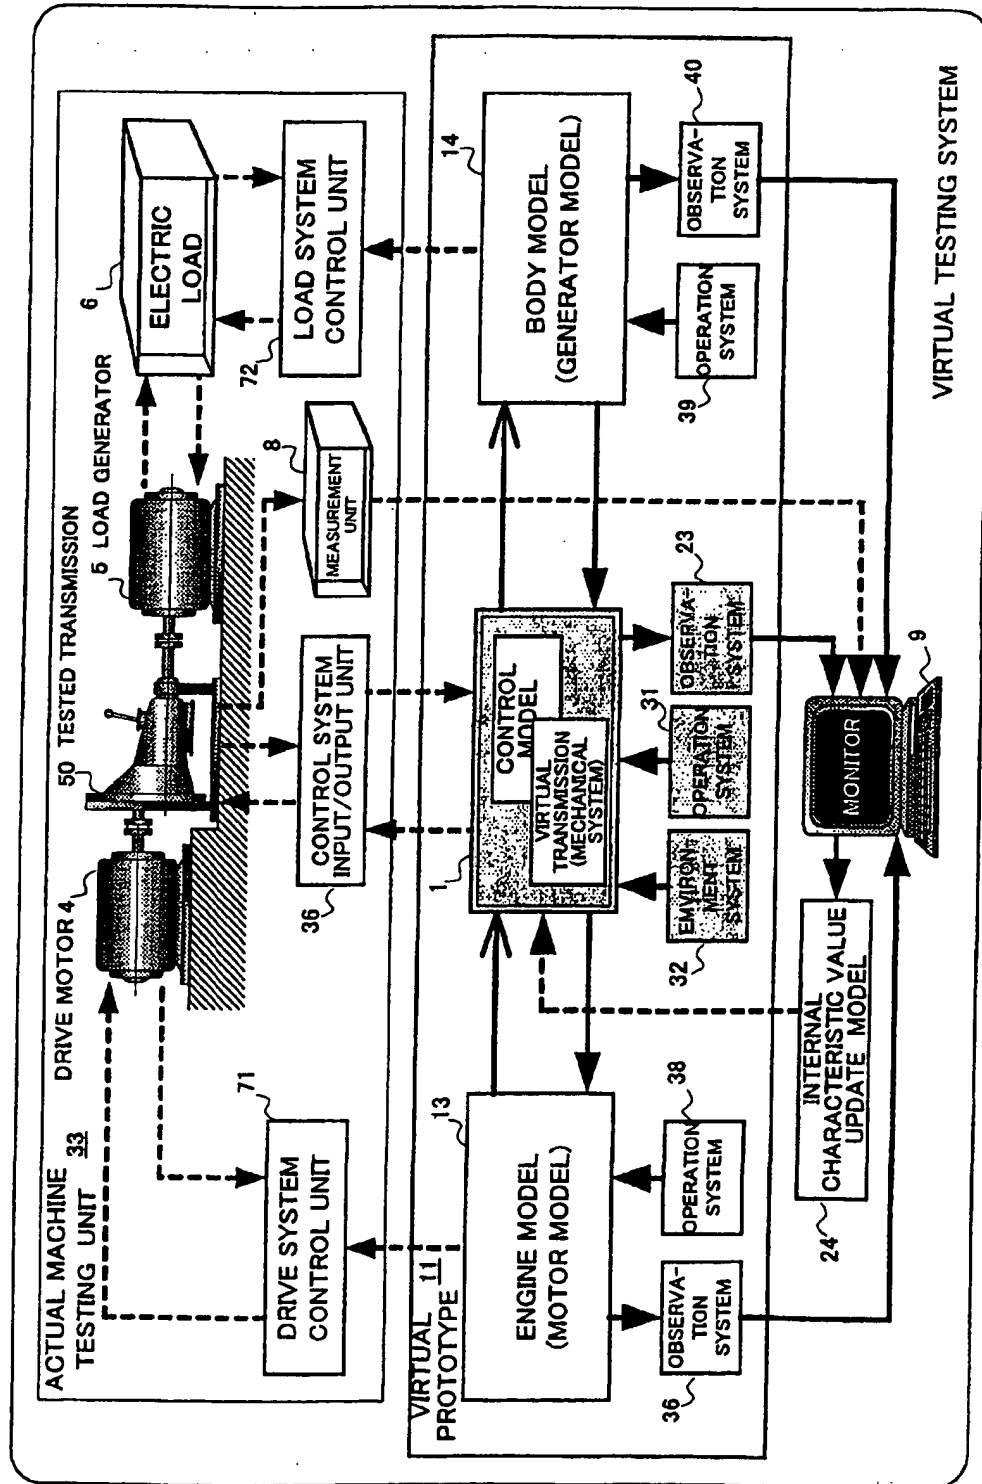 ACTUAL MACHINE
TESTING UNIT 33
DRIVE MOTOR 4
50 TESTED TRANSMISSION
5 LOAD GENERATOR
6
ELECTRIC
LOAD
71
DRIVE SYSTEM
CONTROL UNIT
36
CONTROL SYSTEM
INPUT/OUTPUT UNIT
8
MEASUREMENT
UNIT
72
LOAD SYSTEM
CONTROL UNIT
VIRTUAL
PROTOTYPE 11
13
ENGINE MODEL
(MOTOR MODEL)
1
CONTROL
MODEL
VIRTUAL
TRANSMISSION
(MECHANICAL
SYSTEM)
14
BODY MODEL
(GENERATOR MODEL)
36
OBSERVA-
TION
SYSTEM
38
OPERATION
SYSTEM
32
EMVIRON-
MENT
SYSTEM
31
OPERATION
SYSTEM
23
OBSERVA-
TION
SYSTEM
39
OPERATION
SYSTEM
40
OBSERVA-
TION
SYSTEM
24
INTERNAL
CHARACTERISTIC VALUE
UPDATE MODEL
MONITOR
9
VIRTUAL TESTING SYSTEM